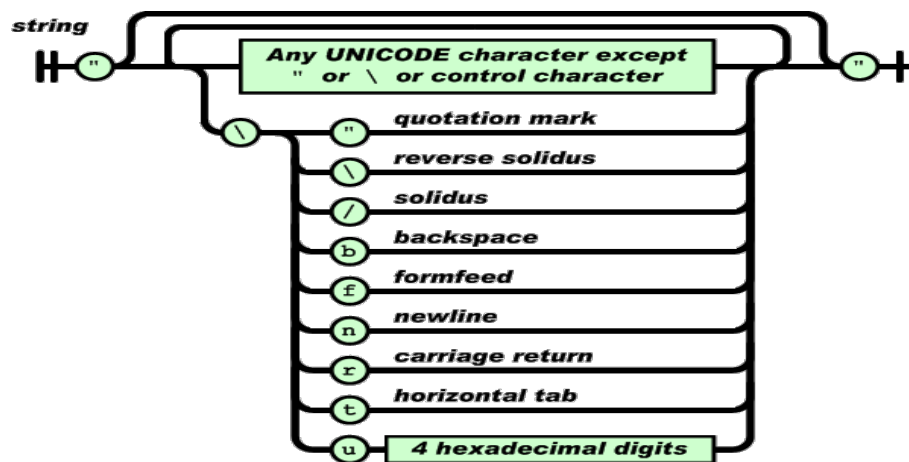 string
" Any UNICODE character except "
" or \ or control character
\ " quotation mark
\ reverse solidus
/ solidus
b backspace
f formfeed
n newline
r carriage return
t horizontal tab
u 4 hexadecimal digits